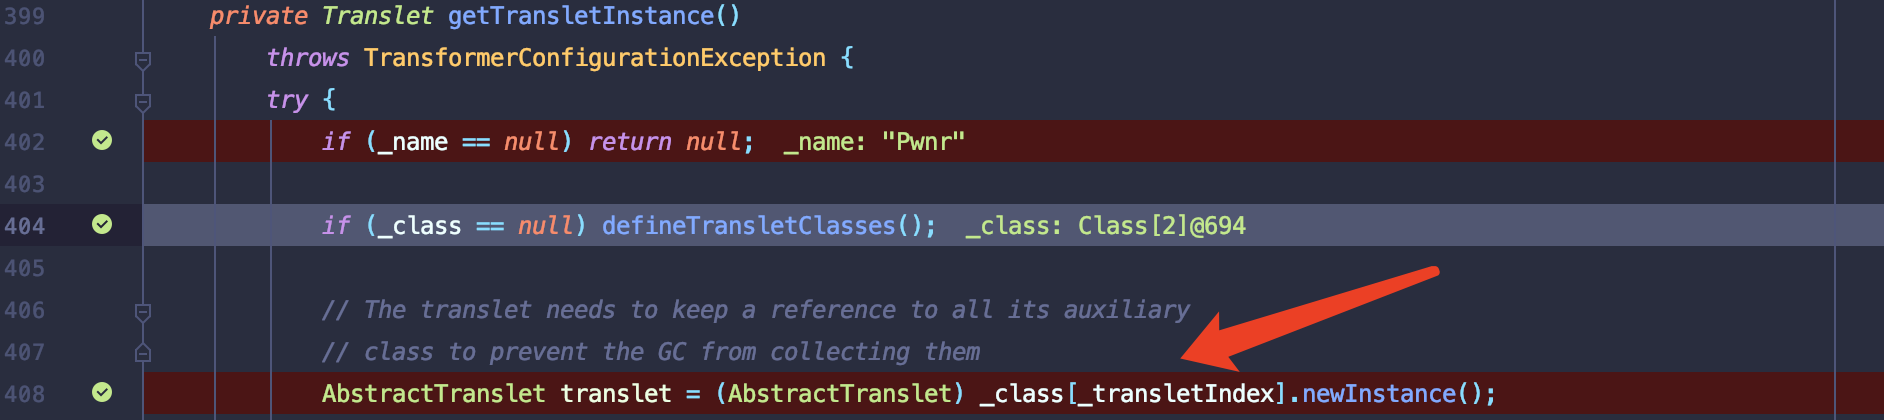 399 private Translet getTransletInstance()
400 throws TransformerConfigurationException {
401 try {
402 if (_name == null) return null; _name: "Pwnr"
403
404 if (_class == null) defineTransletClasses(); _class: Class[2]@694
405
406 // The translet needs to keep a reference to all its auxiliary
407 // class to prevent the GC from collecting them
408 AbstractTranslet translet = (AbstractTranslet) _class[_transletIndex].newInstance();